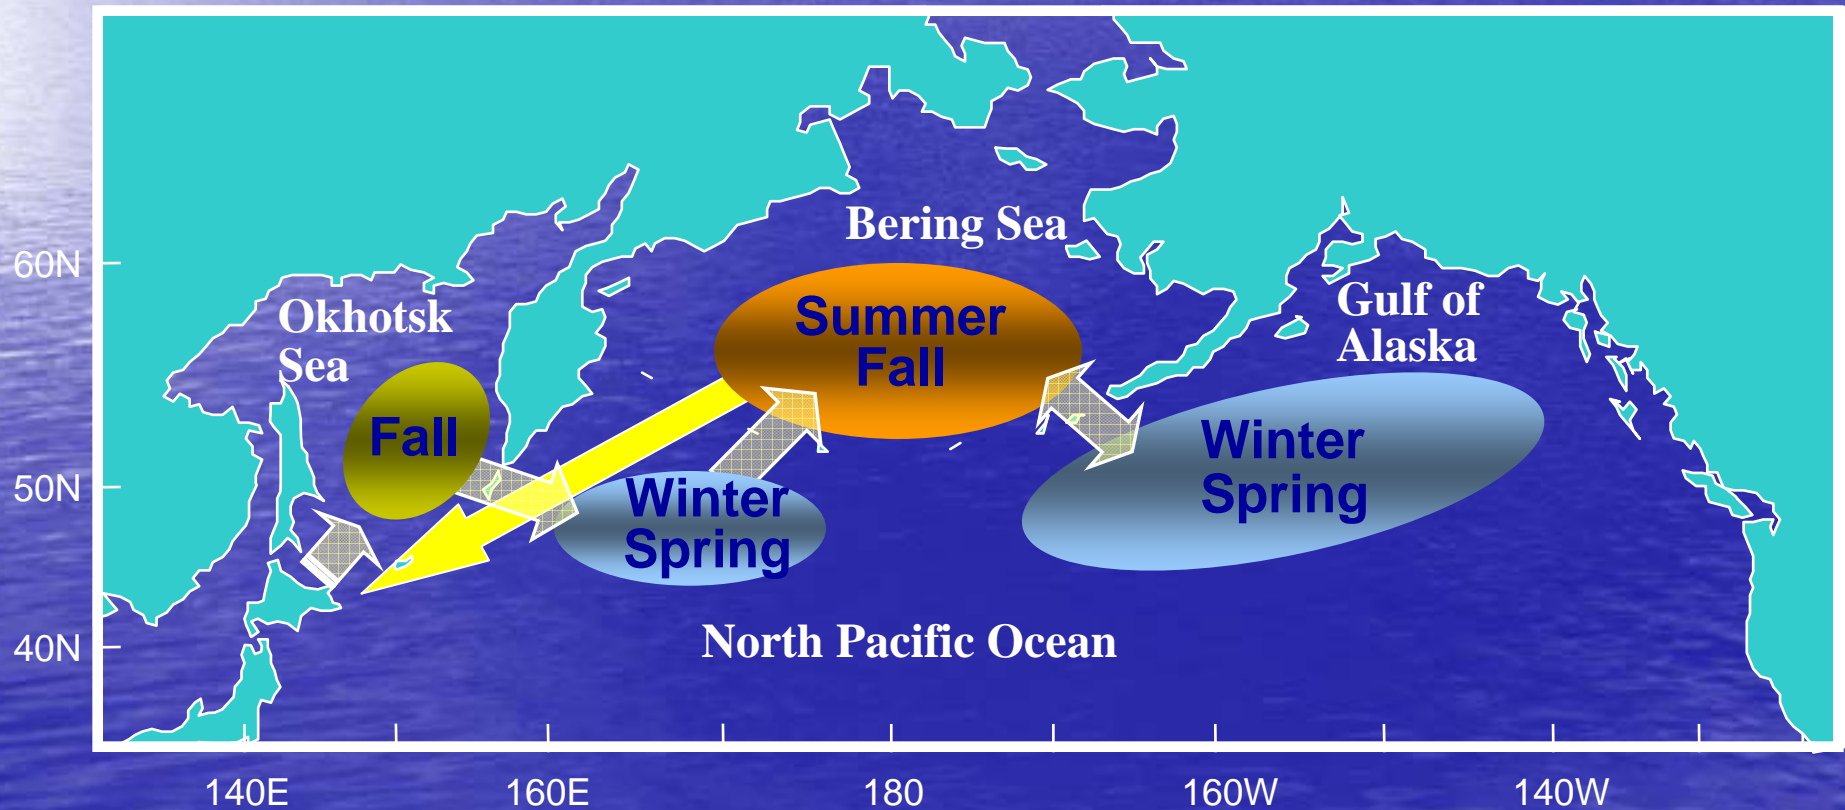 Bering Sea
60N
Okhotsk
Sea
Summer
Fall
Gulf of
Alaska
Fall
Winter
Spring
50N
Winter
Spring
40N
North Pacific Ocean
140E
160E
180
160W
140W